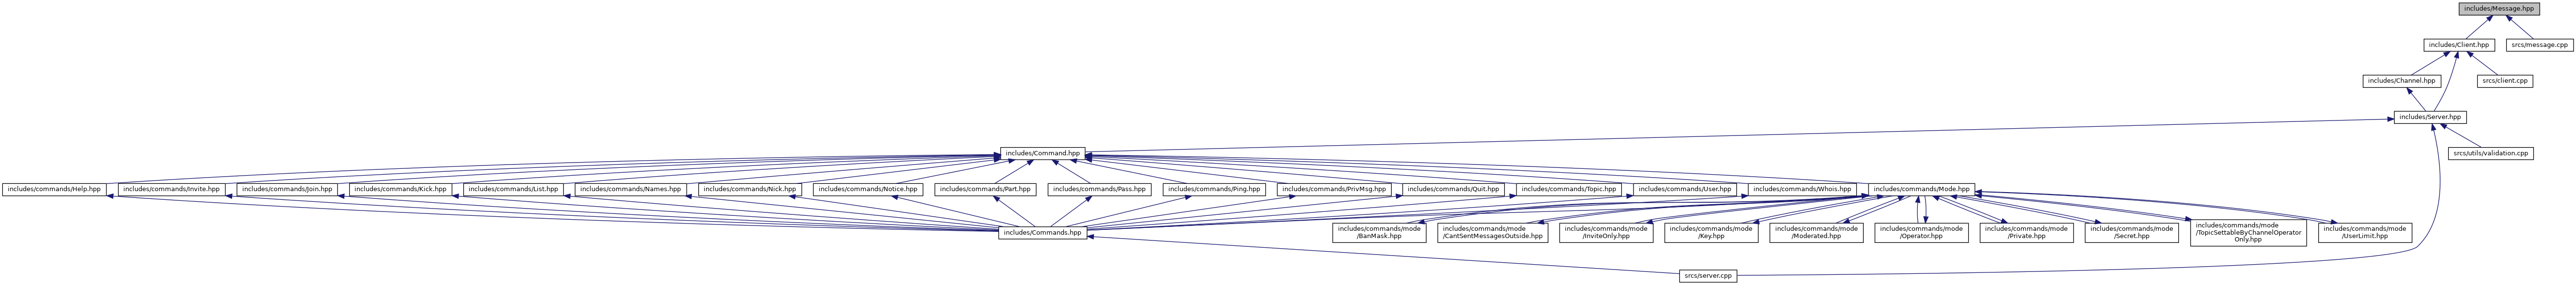 includes/Message.hpp
includes/Client.hpp
srcs/message.cpp
includes/Channel.hpp
srcs/client.cpp
includes/Server.hpp
includes/Command.hpp
srcs/utils/validation.cpp
includes/commands/Help.hpp
includes/commands/Invite.hpp
includes/commands/Join.hpp
includes/commands/Kick.hpp
includes/commands/List.hpp
includes/commands/Names.hpp
includes/commands/Nick.hpp
includes/commands/Notice.hpp
includes/commands/Part.hpp
includes/commands/Pass.hpp
includes/commands/Ping.hpp
includes/commands/PrivMsg.hpp
includes/commands/Quit.hpp
includes/commands/Topic.hpp
includes/commands/User.hpp
includes/commands/Whois.hpp
includes/commands/Mode.hpp
includes/Commands.hpp
includes/commands/mode
/BanMask.hpp
includes/commands/mode
/CantSentMessagesOutside.hpp
includes/commands/mode
/InviteOnly.hpp
includes/commands/mode
/Key.hpp
includes/commands/mode
/Moderated.hpp
includes/commands/mode
/Operator.hpp
includes/commands/mode
/Private.hpp
includes/commands/mode
/Secret.hpp
includes/commands/mode
/TopicSettableByChannelOperator
Only.hpp
includes/commands/mode
/UserLimit.hpp
srcs/server.cpp